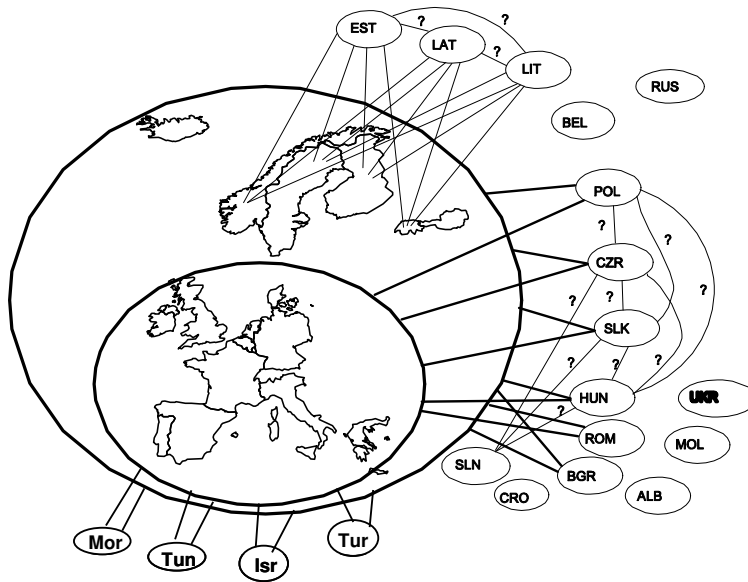 EST
?
LAT
?
?
LIT
RUS
BEL
POL
?
?
CZR
?
?
?
SLK
?
?
?
HUN
?
UKR
ROM
MOL
SLN
BGR
CRO
ALB
Mor
Tun
Isr
Tur